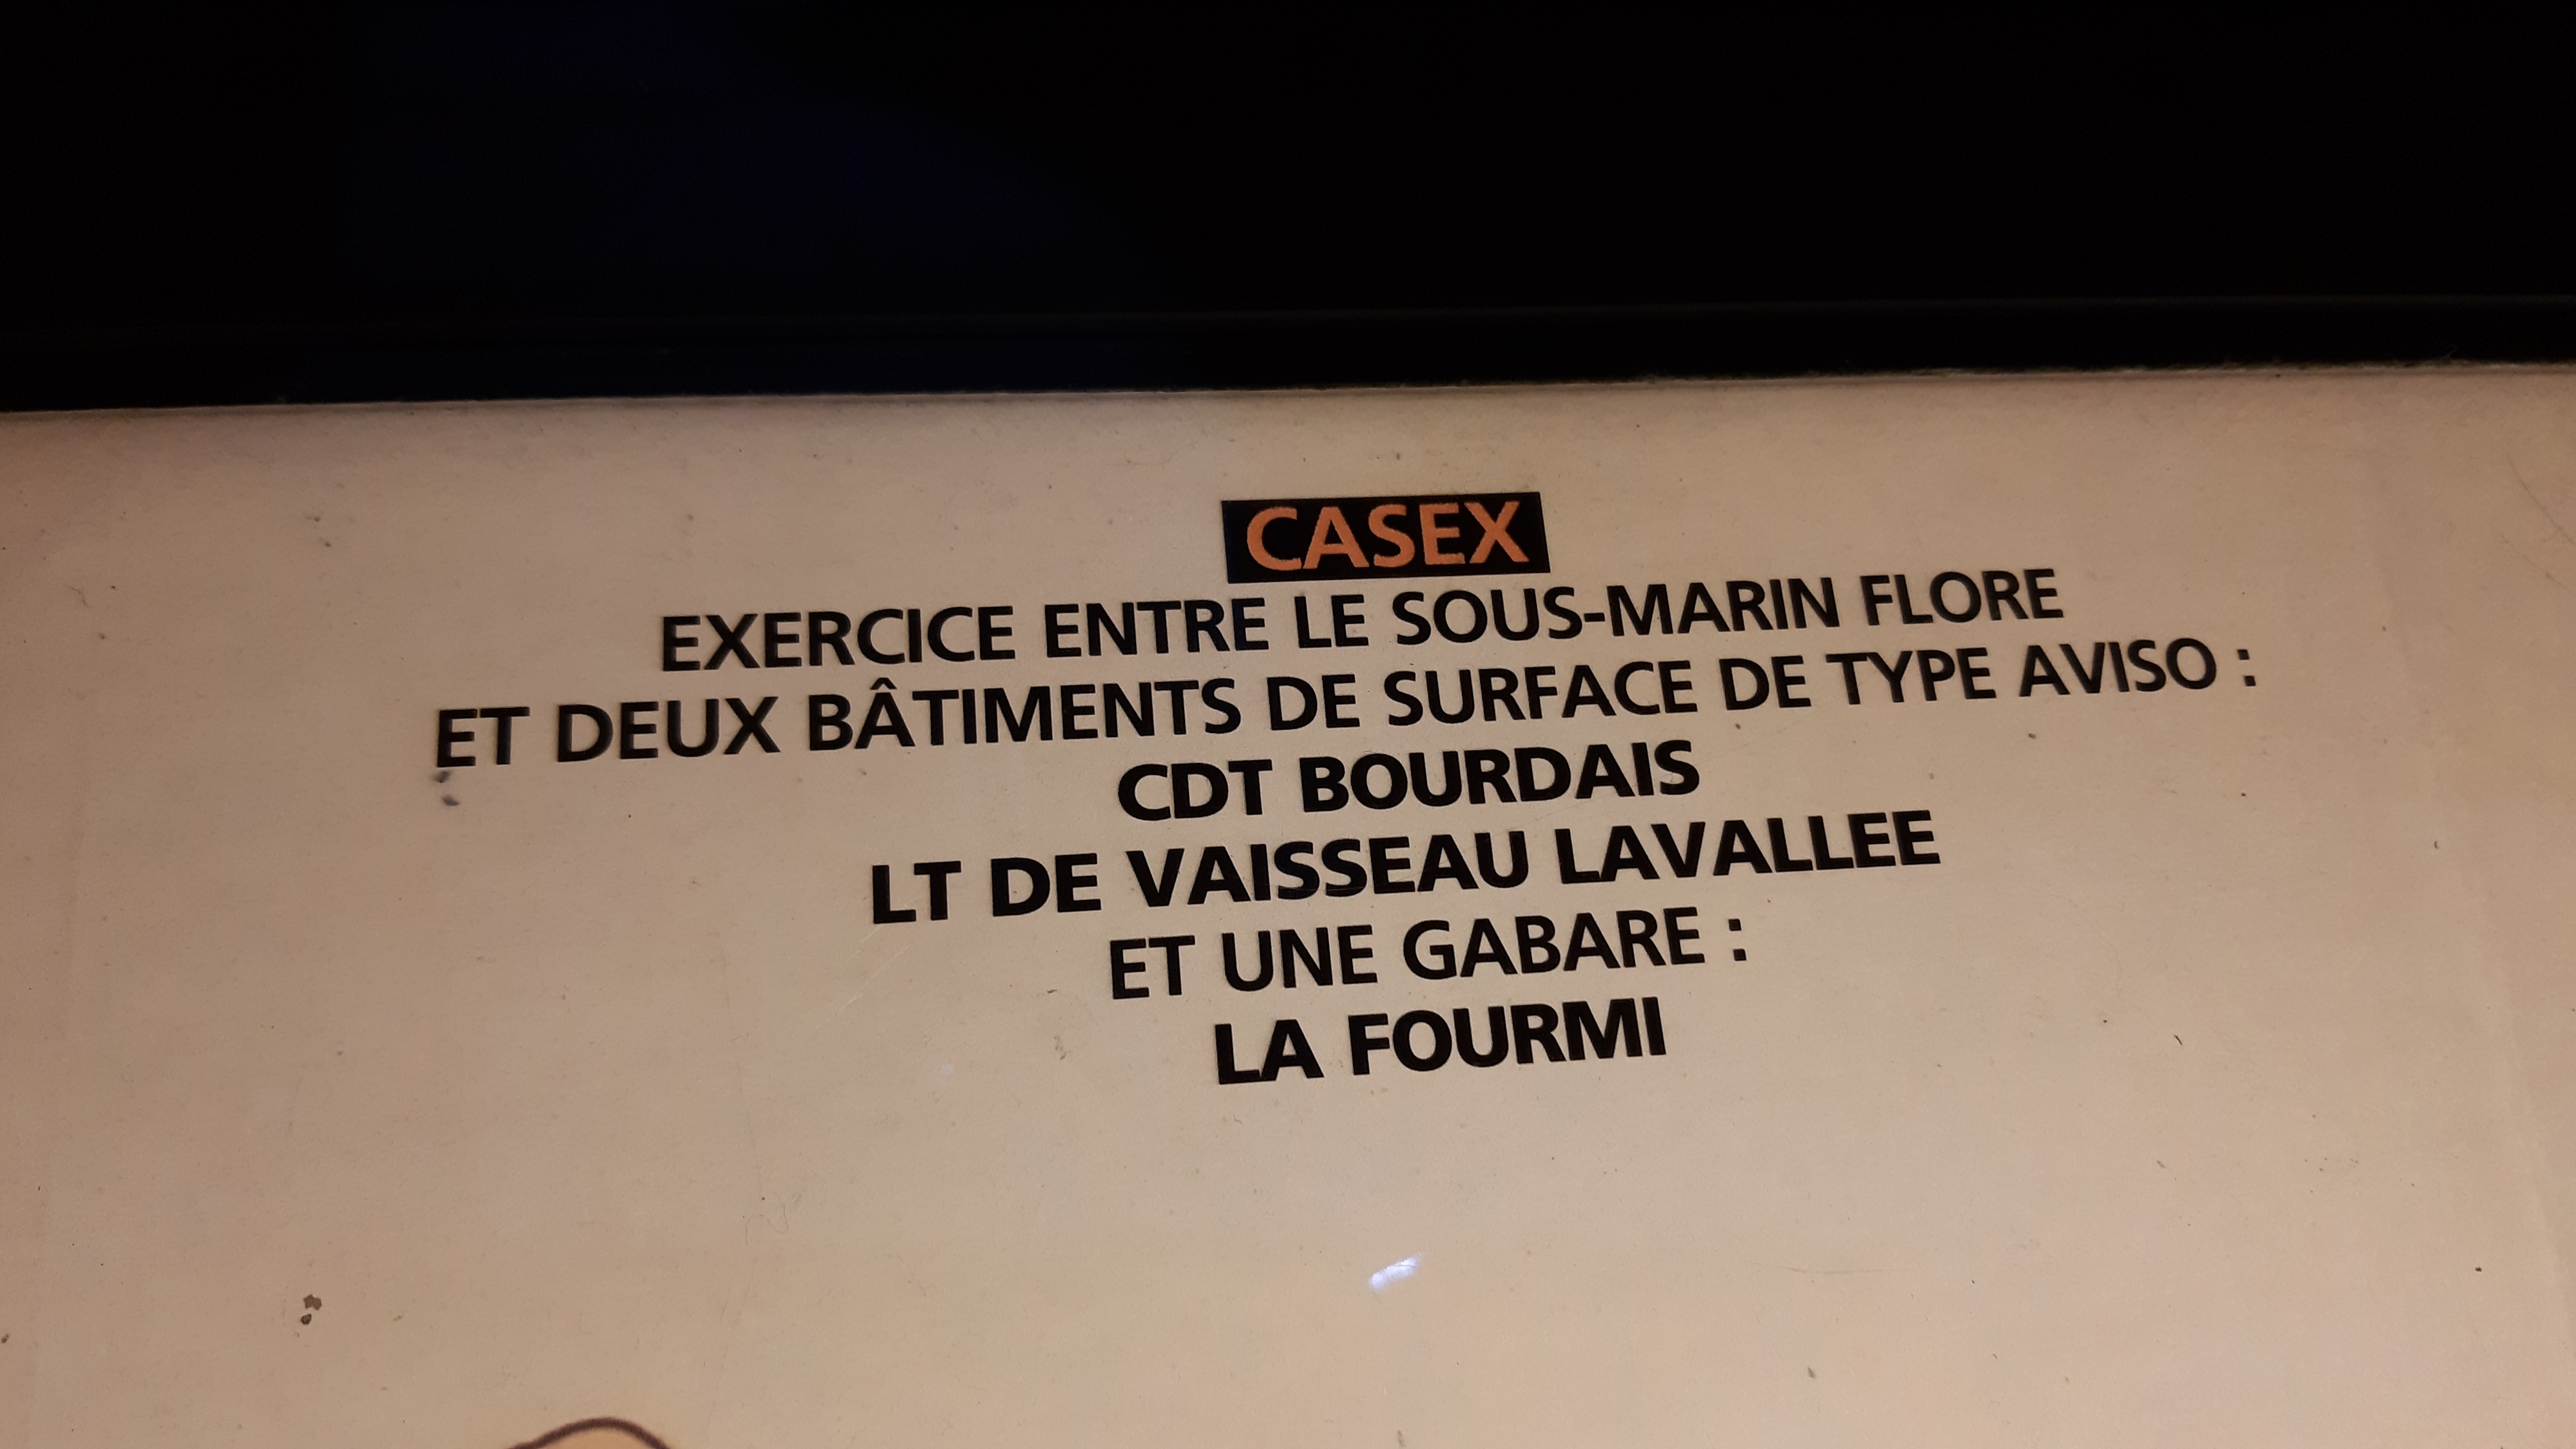 CASEX
EXERCICE ENTRE LE SOUS-MARIN FLORE
ET DEUX BÂTIMENTS DE SURFACE DE TYPE AVISO :
CDT BOURDAIS
LT DE VAISSEAU LAVALLEE
ET UNE GABARE :
LA FOURMI